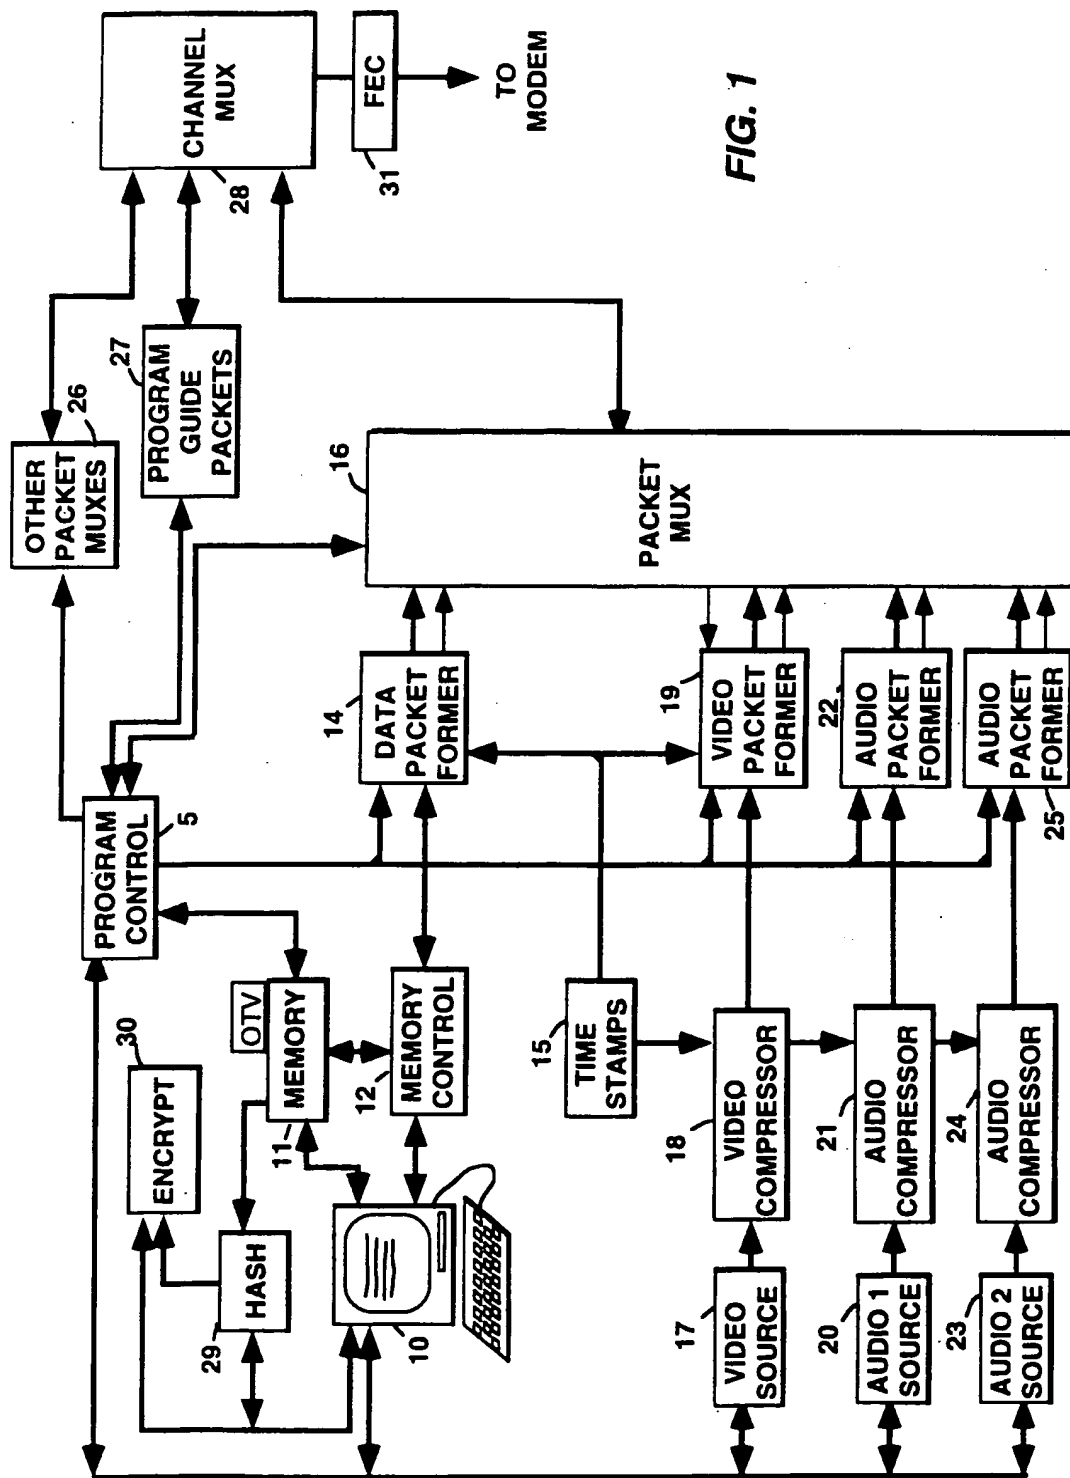 CHANNEL
MUX
28
FEC
31
TO
MODEM
FIG. 1
OTHER
PACKET
MUXES
26
PROGRAM
GUIDE
PACKETS
27
PACKET
MUX
16
PROGRAM
CONTROL
5
DATA
PACKET
FORMER
14
VIDEO
PACKET
FORMER
19
AUDIO
PACKET
FORMER
22
AUDIO
PACKET
FORMER
25
ENCRYPT
30
OTV
MEMORY
11
MEMORY
CONTROL
12
TIME
STAMPS
15
VIDEO
COMPRESSOR
18
AUDIO
COMPRESSOR
21
AUDIO
COMPRESSOR
24
HASH
29
10
VIDEO
SOURCE
17
AUDIO 1
SOURCE
20
AUDIO 2
SOURCE
23